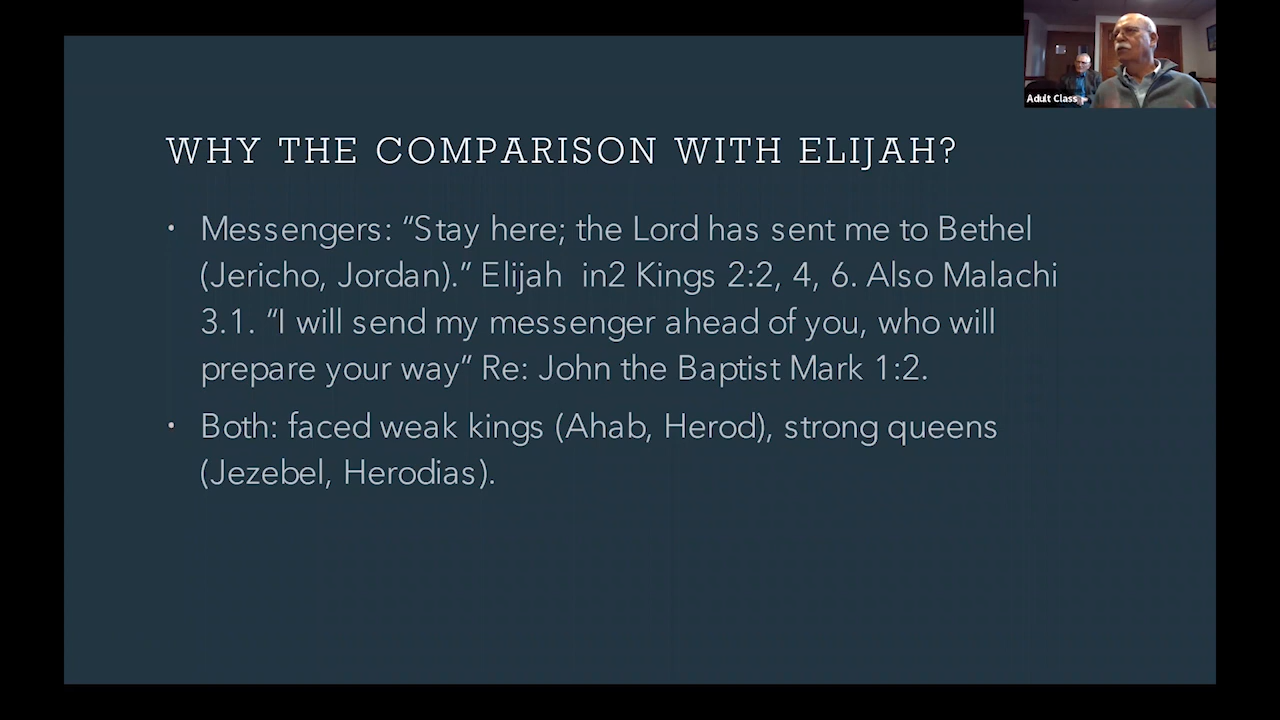 Adult Class
WHY THE COMPARISON WITH ELIJAH?
• Messengers: “Stay here; the Lord has sent me to Bethel
(Jericho, Jordan).” Elijah in2 Kings 2:2, 4, 6. Also Malachi
3.1. “I will send my messenger ahead of you, who will
prepare your way” Re: John the Baptist Mark 1:2.
• Both: faced weak kings (Ahab, Herod), strong queens
(Jezebel, Herodias).